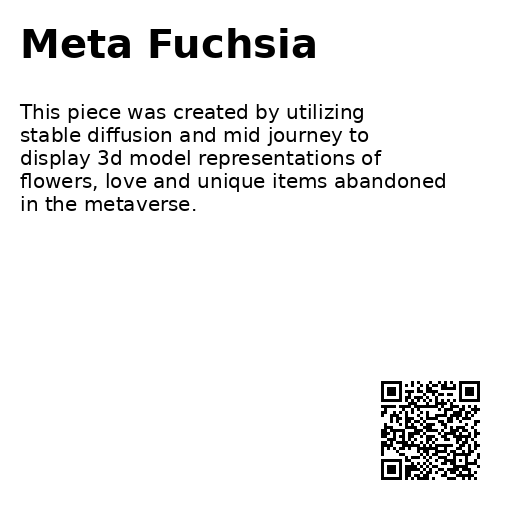 Meta Fuchsia
This piece was created by utilizing
stable diffusion and mid journey to
display 3d model representations of
flowers, love and unique items abandoned
in the metaverse.